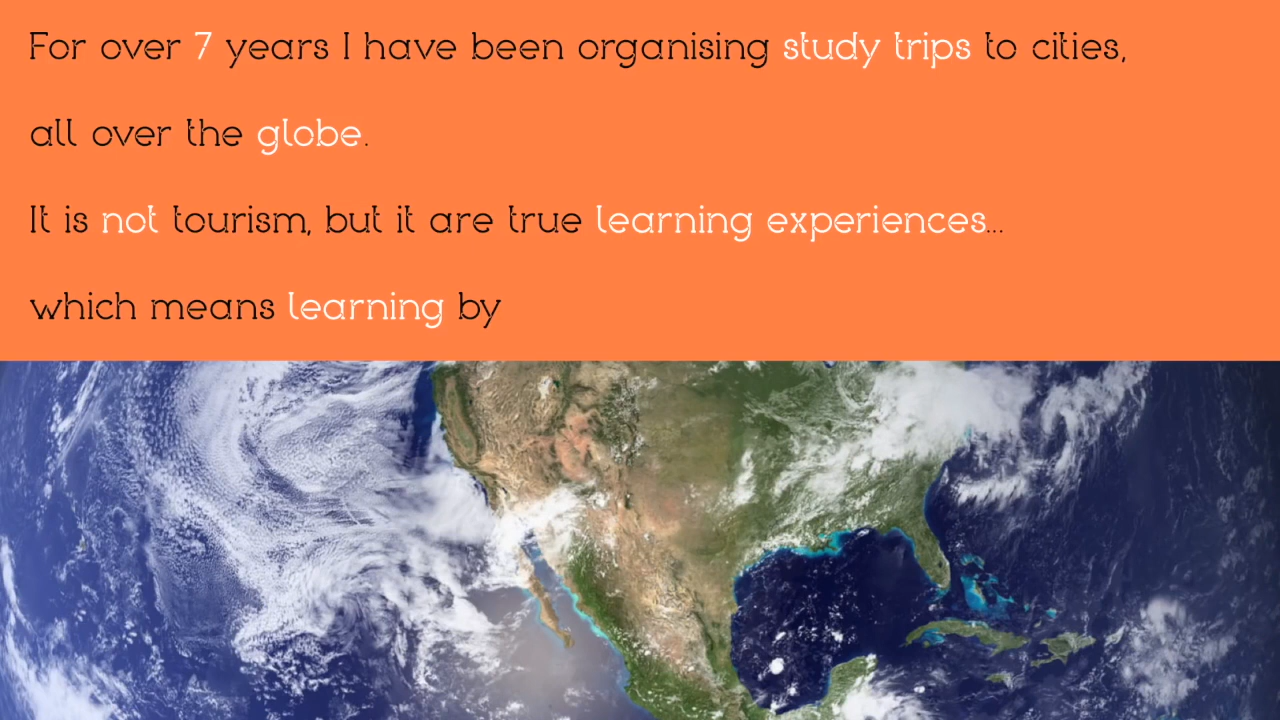 For over 7 years I have been organising study trips to cities,
all over the globe.
It is not tourism, but it are true learning experiences...
which means learning by